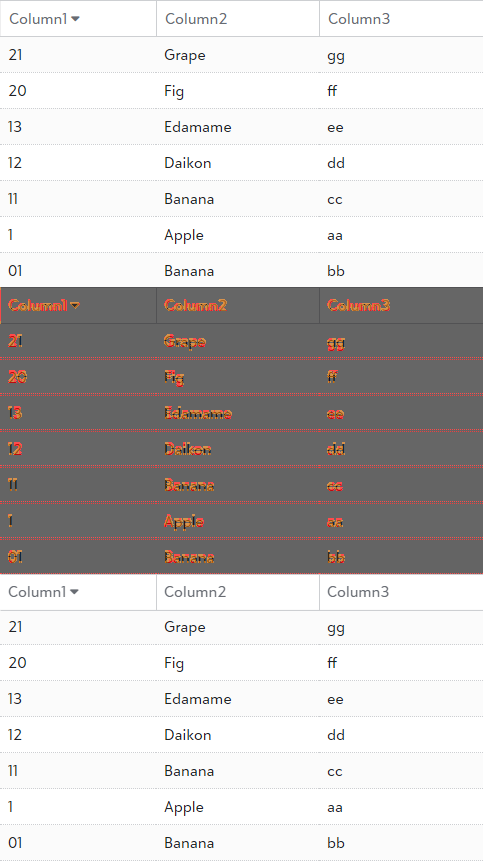 Column1 Column2 Column3
21 Grape gg
20 Fig ff
13 Edamame ee
12 Daikon dd
11 Banana cc
1 Apple aa
01 Banana bb
Column1 Column2 Column3
21 Grape gg
20 Fig ff
13 Edamame ee
12 Daikon dd
11 Banana cc
1 Apple aa
01 Banana bb
Column1 Column2 Column3
21 Grape gg
20 Fig ff
13 Edamame ee
12 Daikon dd
11 Banana cc
1 Apple aa
01 Banana bb